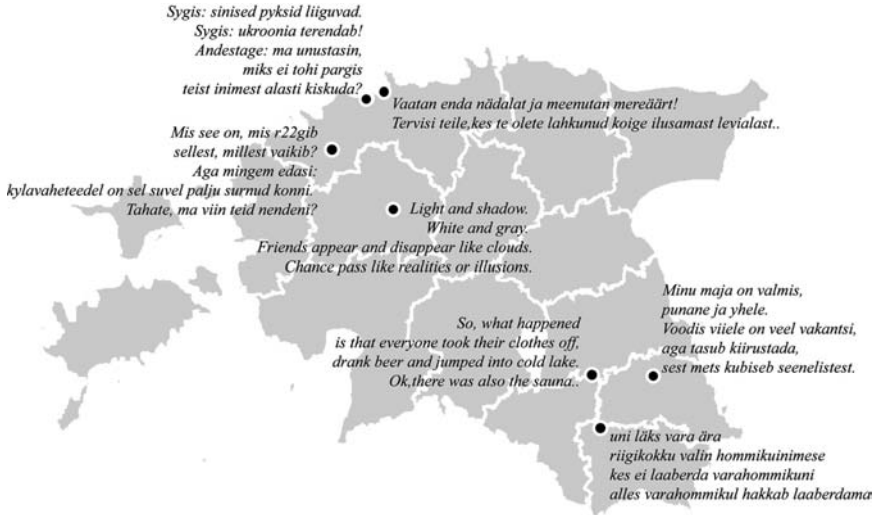 Sygis: sinised pyksid liiguvad.
Sygis: ukroonia terendab!
Andestage: ma unustasin,
miks ei tohi pargis
teist inimest alasti kiskuda?
Vaatan enda nädalat ja meenutan mereäärt!
Tervisi teile,kes te olete lahkunud koige ilusamast levialast..
Mis see on, mis r22gib
sellest, millest vaikib?
Aga mingem edasi:
kylavaheteedel on sel suvel palju surnud konni.
Tahate, ma viin teid nendeni?
Light and shadow.
White and gray.
Friends appear and disappear like clouds.
Chance pass like realities or illusions.
So, what happened
is that everyone took their clothes off,
drank beer and jumped into cold lake.
Ok,there was also the sauna..
Minu maja on valmis,
punane ja yhele.
Voodis viiele on veel vakantsi,
aga tasub kiirustada,
sest mets kubiseb seenelistest.
uni läks vara ära
riigikokku valin hommikuinimese
kes ei laaberda varahommikuni
alles varahommikul hakkab laaberdama